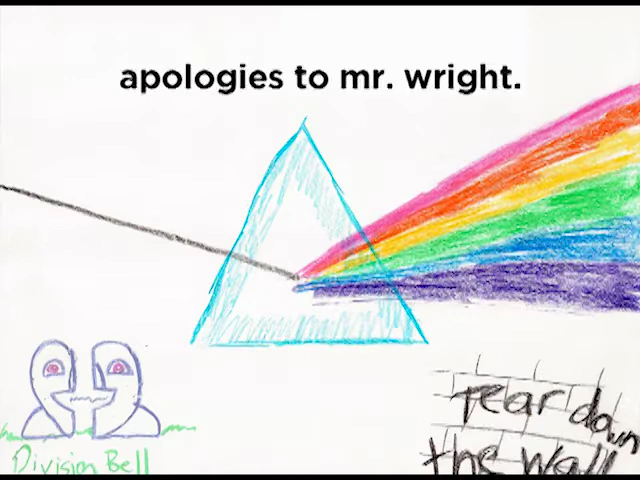 apologies to mr. wright.
Tear down
the wall
Division Bell